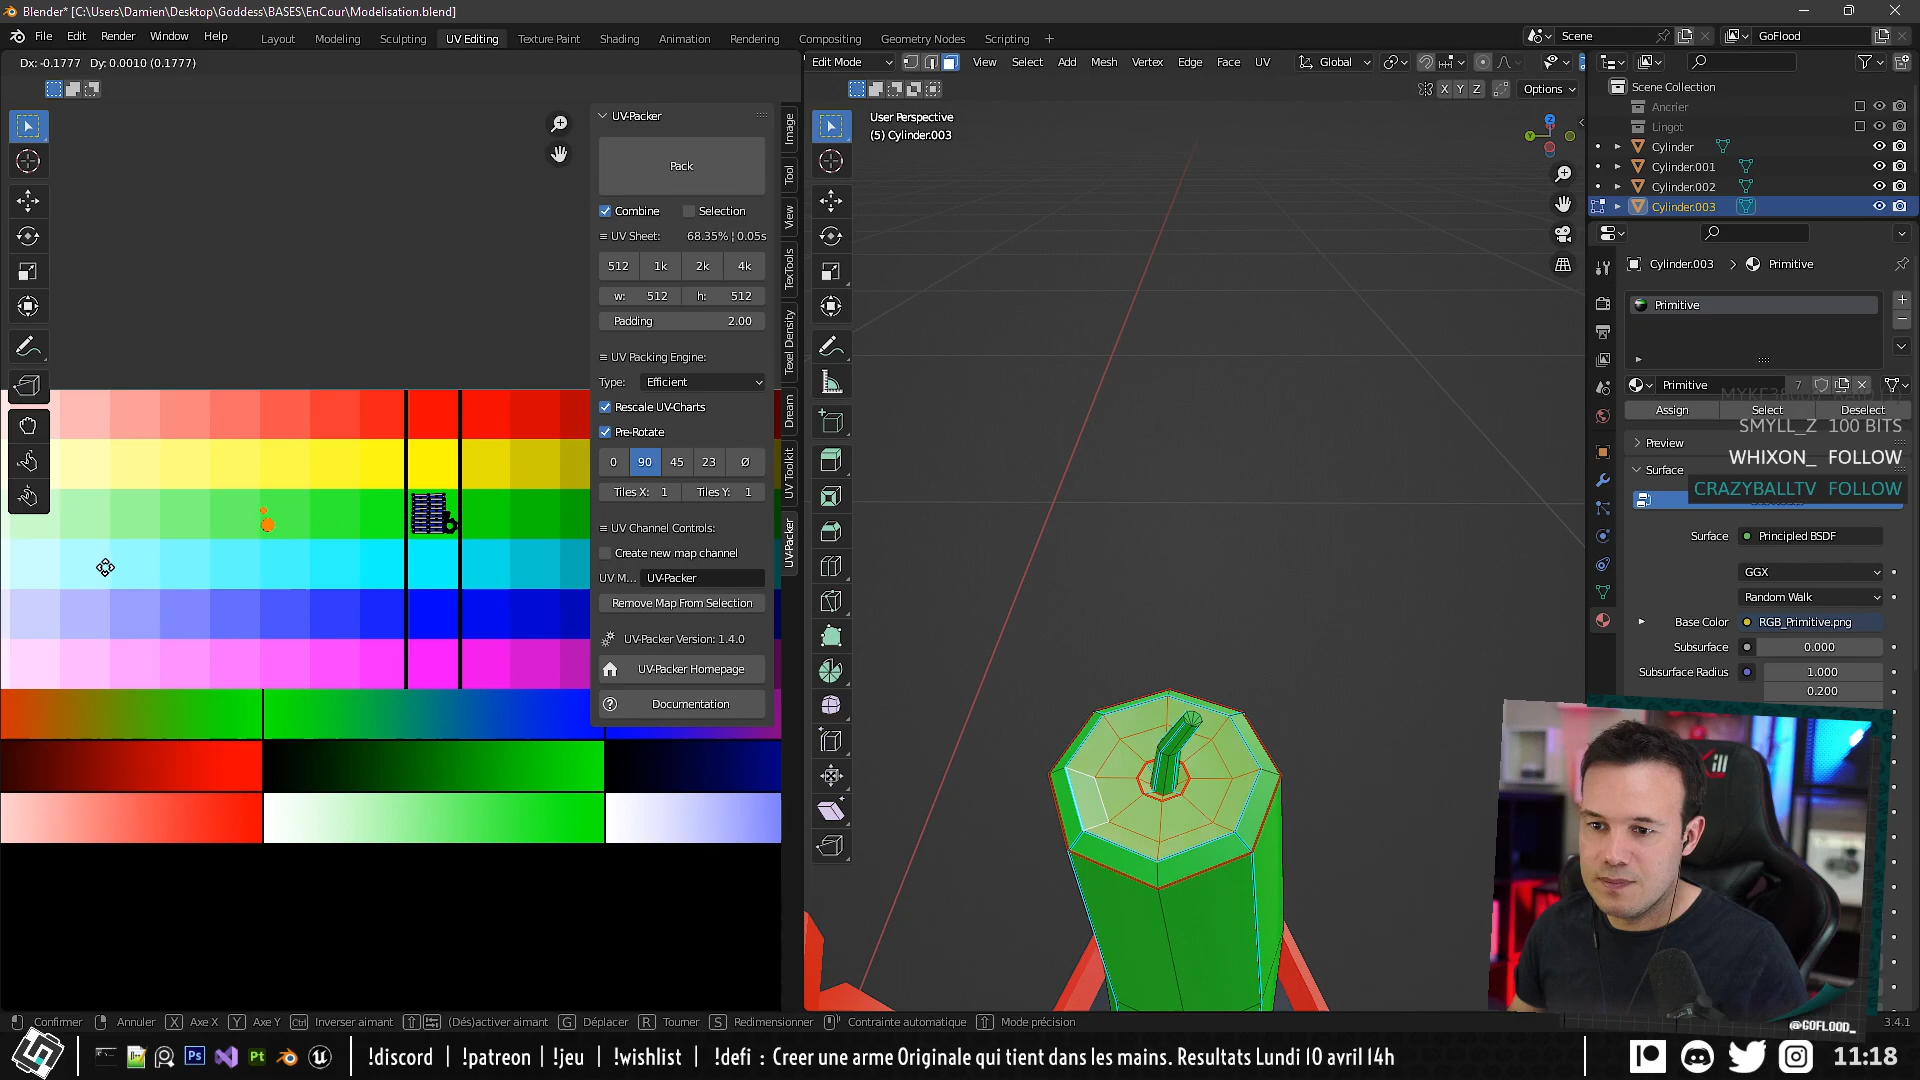 Blender* [C:\Users\Damien\Desktop\Goddess\BASES\EnCour\Modelisation.blend]
File Edit Render Window Help
Layout Modeling Sculpting UV Editing Texture Paint Shading Animation Rendering Compositing Geometry Nodes Scripting +
Scene
GoFlood
Dx: -0.1777 Dy: 0.0010 (0.1777)
Edit Mode View Select Add Mesh Vertex Edge Face UV Global
X Y Z Options
User Perspective
(5) Cylinder.003
UV-Packer
Pack
Combine Selection
UV Sheet: 68.35% | 0.05s
512 1k 2k 4k
w: 512 h: 512
Padding 2.00
UV Packing Engine:
Type: Efficient
Rescale UV-Charts
Pre-Rotate
0 90 45 23 Ø
Tiles X: 1 Tiles Y: 1
UV Channel Controls:
Create new map channel
UV M... UV-Packer
Remove Map From Selection
UV-Packer Version: 1.4.0
UV-Packer Homepage
Documentation
Image
Tool
View
TexTools
Texel Density
Dream
UV Toolkit
UV-Packer
Scene Collection
Ancrier
Lingot
Cylinder
Cylinder.001
Cylinder.002
Cylinder.003
Cylinder.003 > Primitive
Primitive
Primitive 7
Assign Select Deselect
SMYLL_Z 100 BITS
Preview
WHIXON_ FOLLOW
Surface
CRAZYBALLTV FOLLOW
Surface Principled BSDF
GGX
Random Walk
Base Color RGB_Primitive.png
Subsurface 0.000
Subsurface Radius 1.000
0.200
Confirmer Annuler X Axe X Y Axe Y Ctrl Inverser aimant (Dés)activer aimant G Déplacer R Tourner S Redimensionner Contrainte automatique Mode précision
3.4.1
@GOFLOOD_
!discord | !patreon | !jeu | !wishlist | !defi : Creer une arme Originale qui tient dans les mains. Resultats Lundi 10 avril 14h
11:18